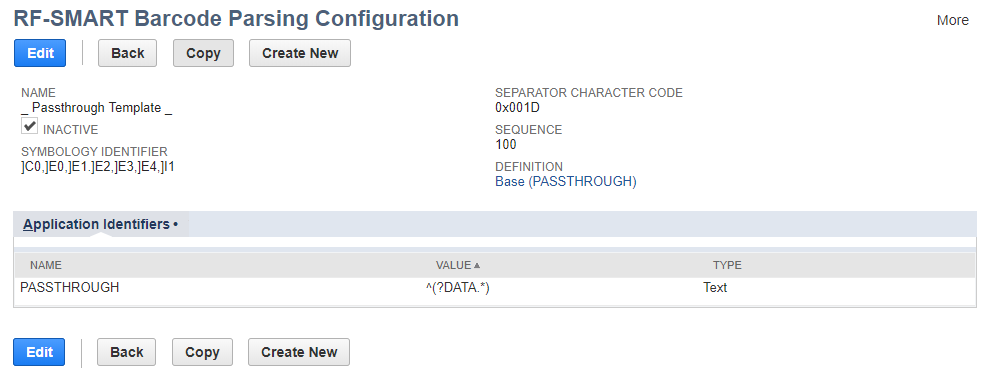 RF-SMART Barcode Parsing Configuration
More
Edit
Back
Copy
Create New
NAME
_ Passthrough Template _
INACTIVE
SYMBOLOGY IDENTIFIER
]C0,]E0,]E1.]E2,]E3,]E4,]I1
SEPARATOR CHARACTER CODE
0x001D
SEQUENCE
100
DEFINITION
Base (PASSTHROUGH)
Application Identifiers •
NAME VALUE▲ TYPE
PASSTHROUGH ^(?DATA.*) Text
Edit
Back
Copy
Create New